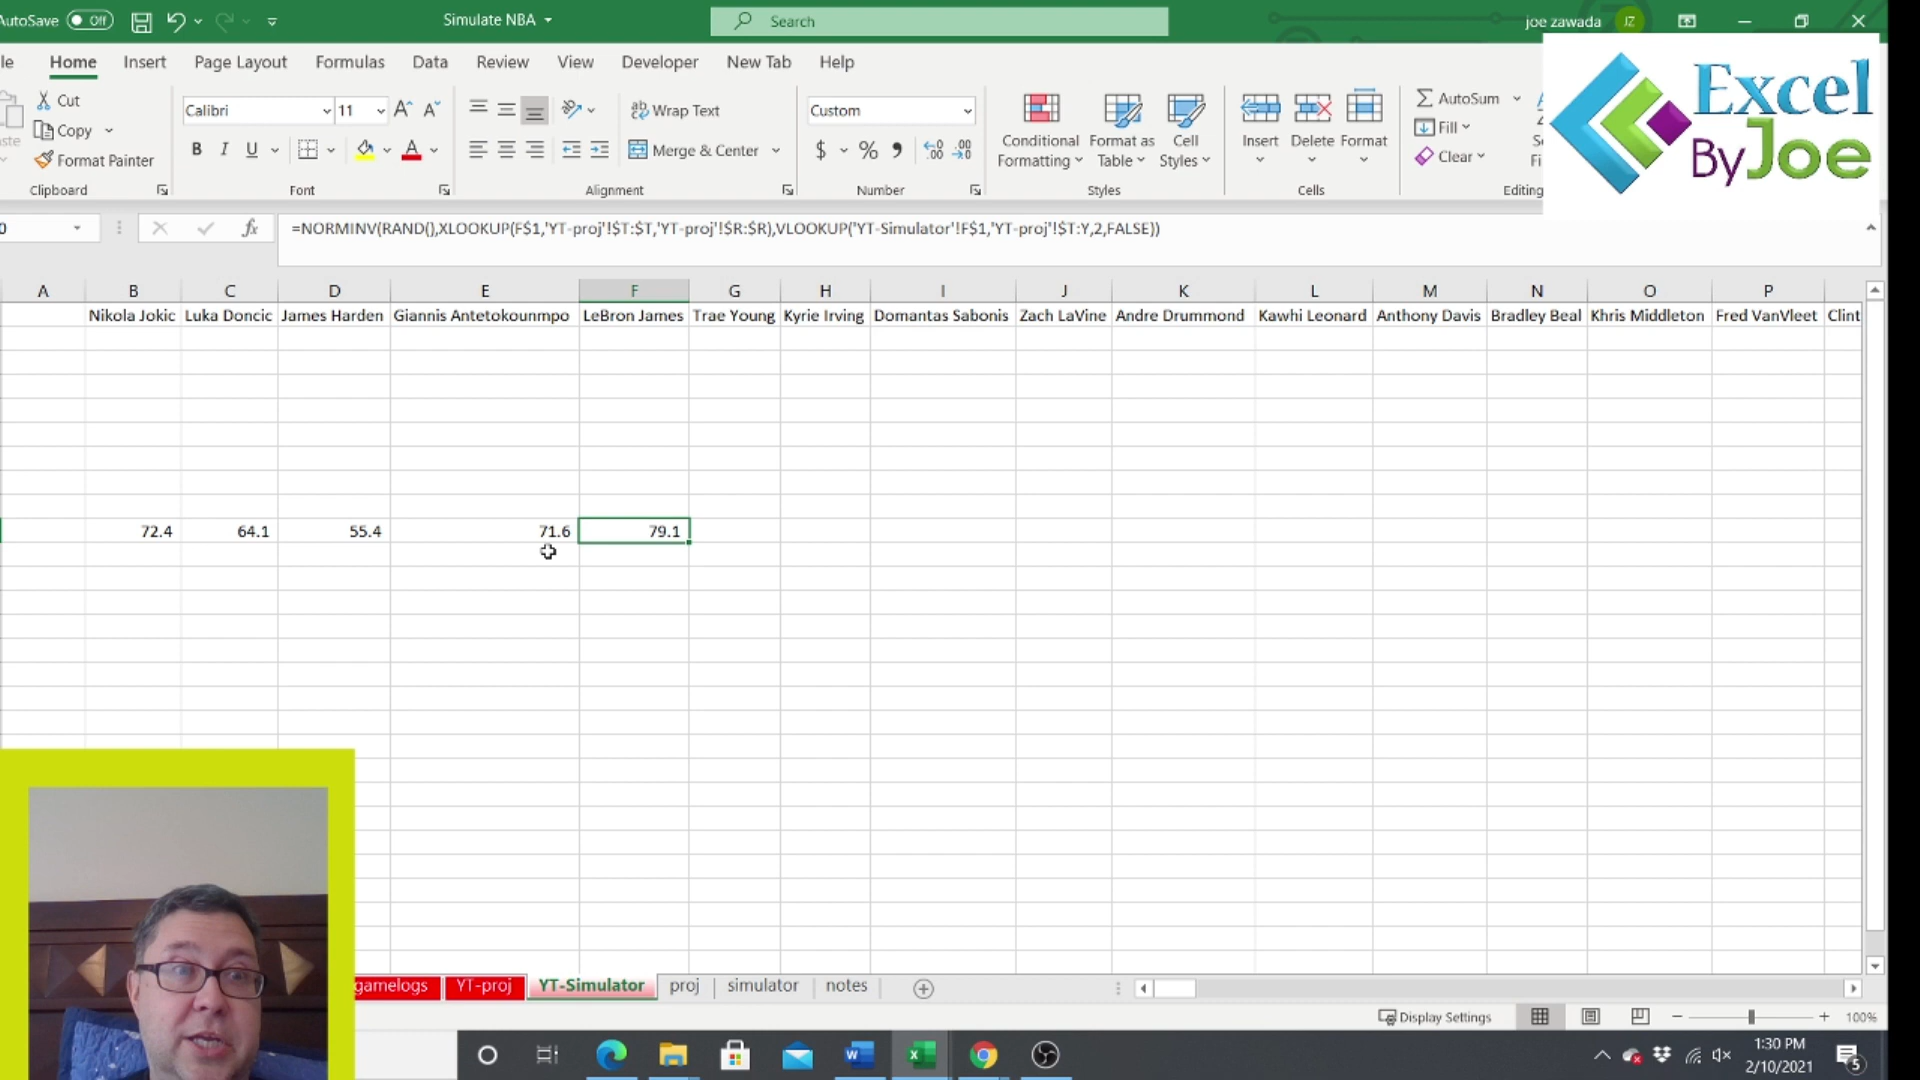 AutoSave Off Simulate NBA Search joe zawada JZ
Home Insert Page Layout Formulas Data Review View Developer New Tab Help
Cut
Copy
Format Painter
Clipboard
Calibri 11
B I U
Font
Wrap Text
Merge & Center
Alignment
Custom
$ % 9
Number
Conditional Formatting
Format as Table
Cell Styles
Styles
Insert Delete Format
Cells
AutoSum
Fill
Clear
Editing
Excel
By Joe
fx =NORMINV(RAND(),XLOOKUP(F$1,'YT-proj'!$T:$T,'YT-proj'!$R:$R),VLOOKUP('YT-Simulator'!F$1,'YT-proj'!$T:Y,2,FALSE))
A B C D E F G H I J K L M N O P
Nikola Jokic Luka Doncic James Harden Giannis Antetokounmpo LeBron James Trae Young Kyrie Irving Domantas Sabonis Zach LaVine Andre Drummond Kawhi Leonard Anthony Davis Bradley Beal Khris Middleton Fred VanVleet Clint
72.4 64.1 55.4 71.6 79.1
gamelogs YT-proj YT-Simulator proj simulator notes
Display Settings 100%
1:30 PM
2/10/2021
5